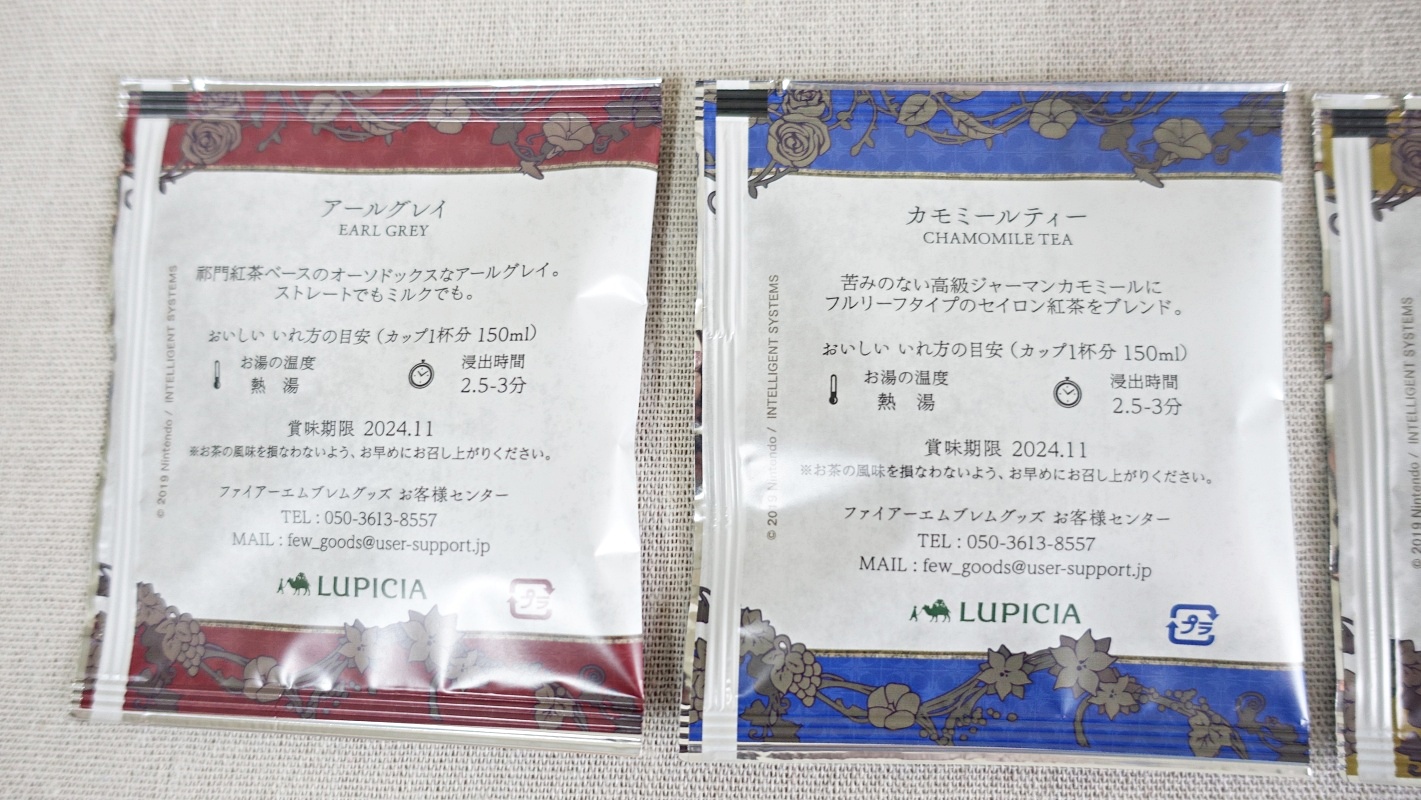 アールグレイ
EARL GREY
祁門紅茶ベースのオーソドックスなアールグレイ。
ストレートでもミルクでも。
おいしい いれ方の目安（カップ1杯分 150ml）
お湯の温度
熱 湯
浸出時間
2.5-3分
賞味期限 2024.11
※お茶の風味を損なわないよう、お早めにお召し上がりください。
ファイアーエムブレムグッズ お客様センター
TEL : 050-3613-8557
MAIL : few_goods@user-support.jp
LUPICIA
プラ
© 2019 Nintendo / INTELLIGENT SYSTEMS
カモミールティー
CHAMOMILE TEA
苦みのない高級ジャーマンカモミールに
フルリーフタイプのセイロン紅茶をブレンド。
おいしい いれ方の目安（カップ1杯分 150ml）
お湯の温度
熱 湯
浸出時間
2.5-3分
賞味期限 2024.11
※お茶の風味を損なわないよう、お早めにお召し上がりください。
ファイアーエムブレムグッズ お客様センター
TEL : 050-3613-8557
MAIL : few_goods@user-support.jp
LUPICIA
プラ
© 2019 Nintendo / INTELLIGENT SYSTEMS
© 2019 Nintendo / INTELLIGENT SYSTEMS